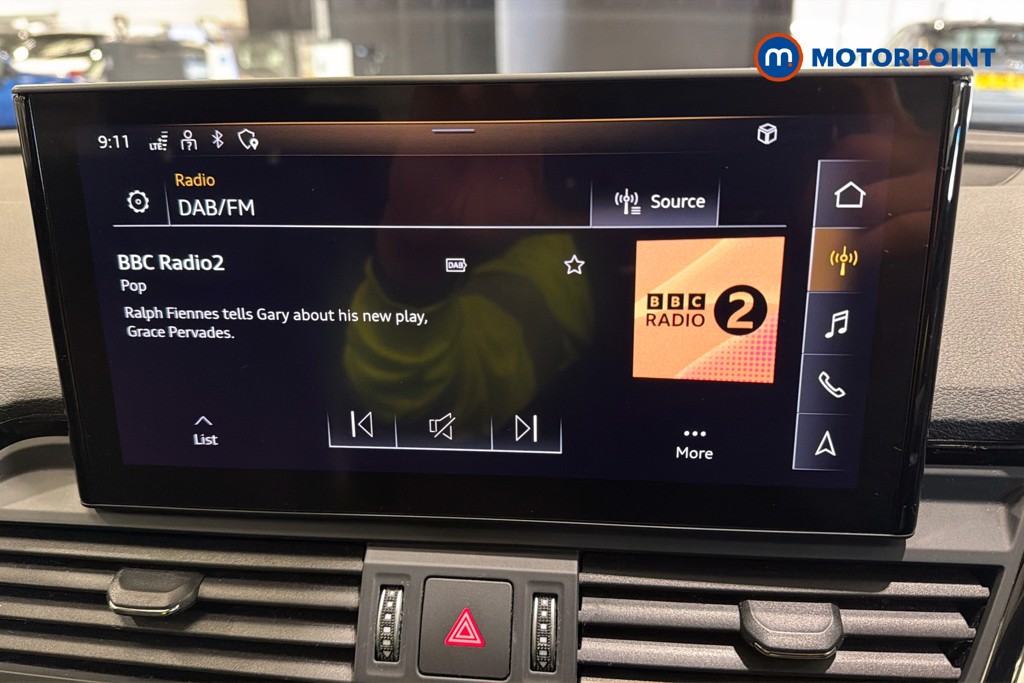 m. MOTORPOINT
9:11 LTE
Radio
DAB/FM
Source
BBC Radio2
DAB
Pop
Ralph Fiennes tells Gary about his new play,
Grace Pervades.
BBC
RADIO 2
List
More